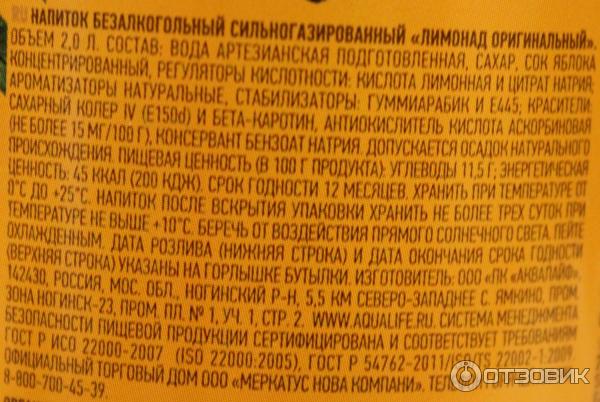 RU НАПИТОК БЕЗАЛКОГОЛЬНЫЙ СИЛЬНОГАЗИРОВАННЫЙ «ЛИМОНАД ОРИГИНАЛЬНЫЙ».
ОБЪЕМ 2,0 Л. СОСТАВ: ВОДА АРТЕЗИАНСКАЯ ПОДГОТОВЛЕННАЯ, САХАР, СОК ЯБЛОКА
КОНЦЕНТРИРОВАННЫЙ, РЕГУЛЯТОРЫ КИСЛОТНОСТИ: КИСЛОТА ЛИМОННАЯ И ЦИТРАТ НАТРИЯ,
АРОМАТИЗАТОРЫ НАТУРАЛЬНЫЕ, СТАБИЛИЗАТОРЫ: ГУММИАРАБИК И Е445; КРАСИТЕЛИ:
САХАРНЫЙ КОЛЕР IV (E150d) И БЕТА-КАРОТИН, АНТИОКИСЛИТЕЛЬ КИСЛОТА АСКОРБИНОВАЯ
(НЕ БОЛЕЕ 15 МГ/100 Г), КОНСЕРВАНТ БЕНЗОАТ НАТРИЯ. ДОПУСКАЕТСЯ ОСАДОК НАТУРАЛЬНОГО
ПРОИСХОЖДЕНИЯ. ПИЩЕВАЯ ЦЕННОСТЬ (В 100 Г ПРОДУКТА): УГЛЕВОДЫ 11,5 Г; ЭНЕРГЕТИЧЕСКАЯ
ЦЕННОСТЬ: 45 ККАЛ (200 КДЖ). СРОК ГОДНОСТИ 12 МЕСЯЦЕВ. ХРАНИТЬ ПРИ ТЕМПЕРАТУРЕ ОТ
0°С ДО +25°С. НАПИТОК ПОСЛЕ ВСКРЫТИЯ УПАКОВКИ ХРАНИТЬ НЕ БОЛЕЕ ТРЕХ СУТОК ПРИ
ТЕМПЕРАТУРЕ НЕ ВЫШЕ +10°С. БЕРЕЧЬ ОТ ВОЗДЕЙСТВИЯ ПРЯМОГО СОЛНЕЧНОГО СВЕТА. ПЕЙТЕ
ОХЛАЖДЕННЫМ. ДАТА РОЗЛИВА (НИЖНЯЯ СТРОКА) И ДАТА ОКОНЧАНИЯ СРОКА ГОДНОСТИ
(ВЕРХНЯЯ СТРОКА) УКАЗАНЫ НА ГОРЛЫШКЕ БУТЫЛКИ. ИЗГОТОВИТЕЛЬ: ООО «ПК «АКВАЛАЙФ»,
142430, РОССИЯ, МОС. ОБЛ., НОГИНСКИЙ Р-Н, 5,5 КМ СЕВЕРО-ЗАПАДНЕЕ С. ЯМКИНО, ПРОМ.
ЗОНА НОГИНСК-23, ПРОМ. ПЛ. № 1, УЧ. 1, СТР. 2. WWW.AQUALIFE.RU. СИСТЕМА МЕНЕДЖМЕНТА
БЕЗОПАСНОСТИ ПИЩЕВОЙ ПРОДУКЦИИ СЕРТИФИЦИРОВАНА И СООТВЕТСТВУЕТ ТРЕБОВАНИЯМ
ГОСТ Р ИСО 22000-2007 (ISO 22000:2005), ГОСТ Р 54762-2011/ISO/TS 22002-1:2009.
ОФИЦИАЛЬНЫЙ ТОРГОВЫЙ ДОМ ООО «МЕРКАТУС НОВА КОМПАНИ».
8-800-700-45-39.
ОТЗОВИК